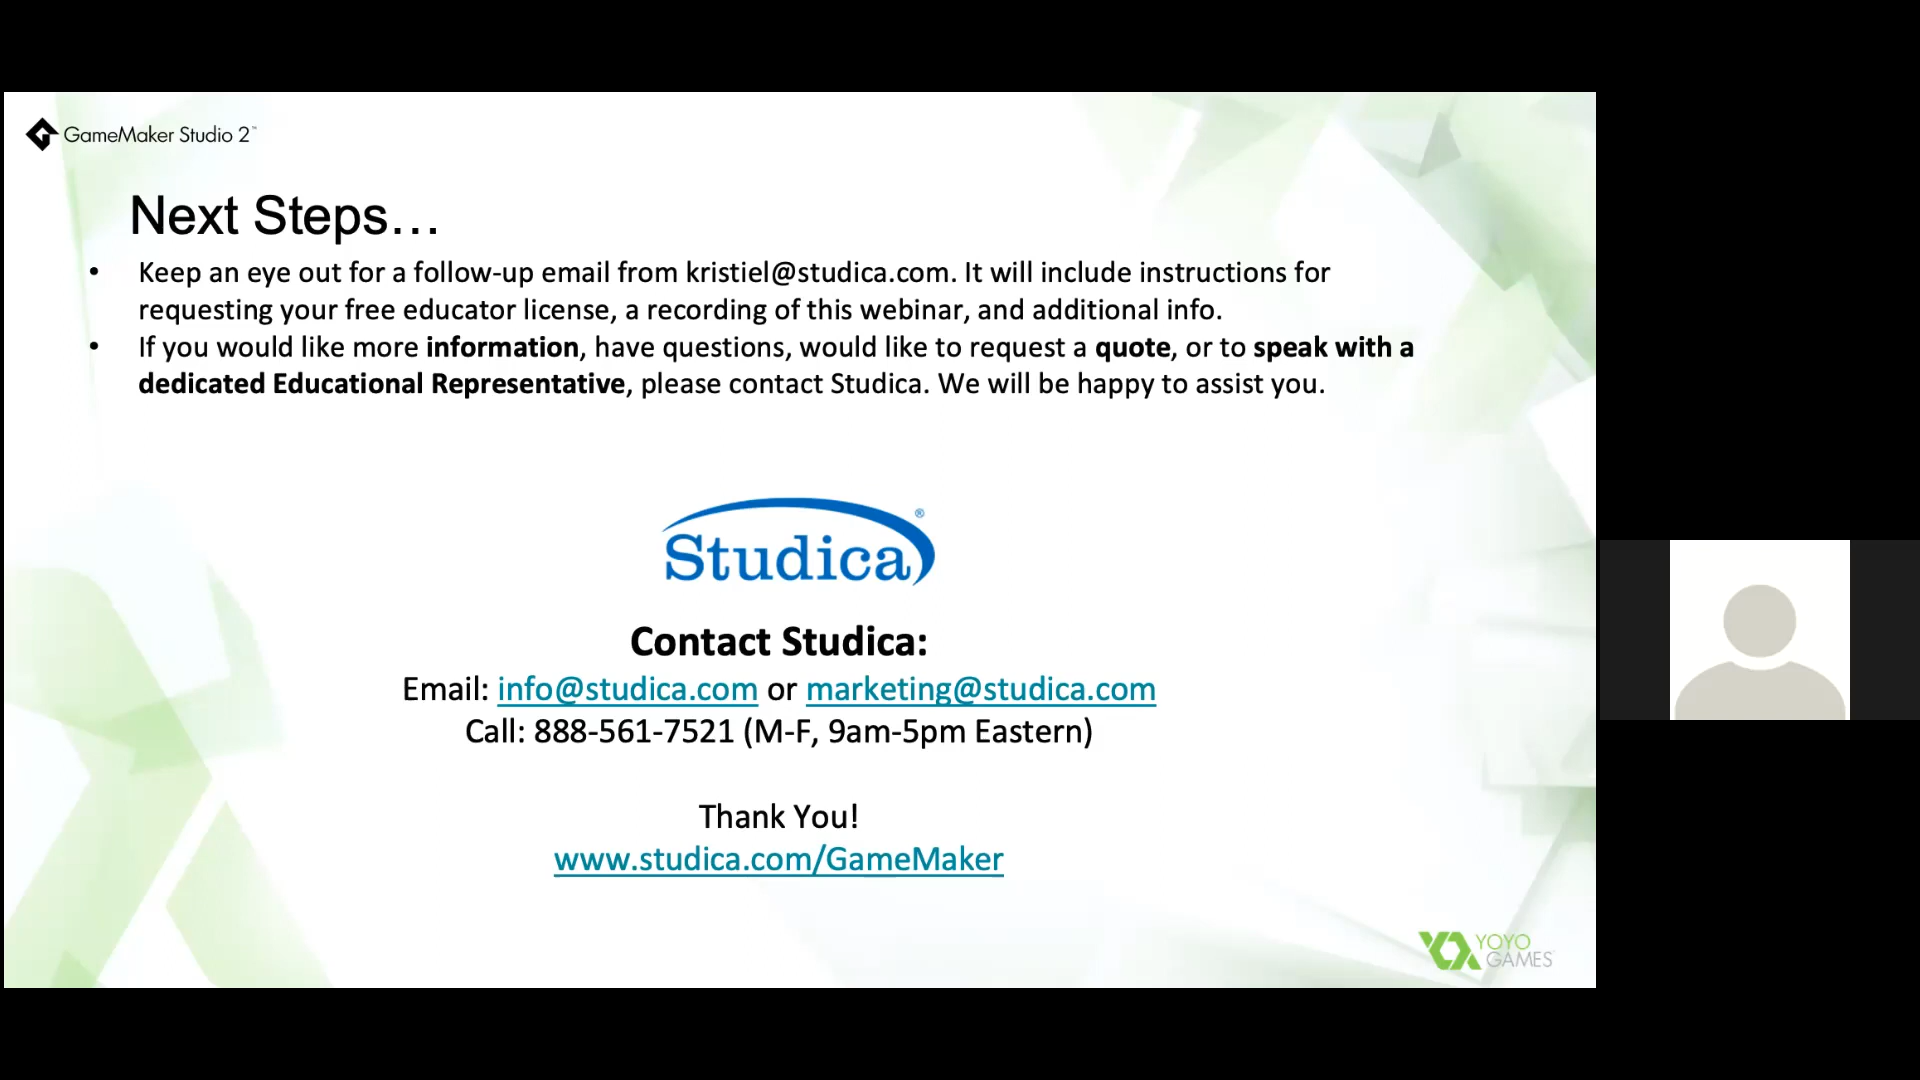 GameMaker Studio 2™
Next Steps…
• Keep an eye out for a follow-up email from kristiel@studica.com. It will include instructions for
requesting your free educator license, a recording of this webinar, and additional info.
• If you would like more information, have questions, would like to request a quote, or to speak with a
dedicated Educational Representative, please contact Studica. We will be happy to assist you.
Studica®
Contact Studica:
Email: info@studica.com or marketing@studica.com
Call: 888-561-7521 (M-F, 9am-5pm Eastern)
Thank You!
www.studica.com/GameMaker
YOYO
GAMES